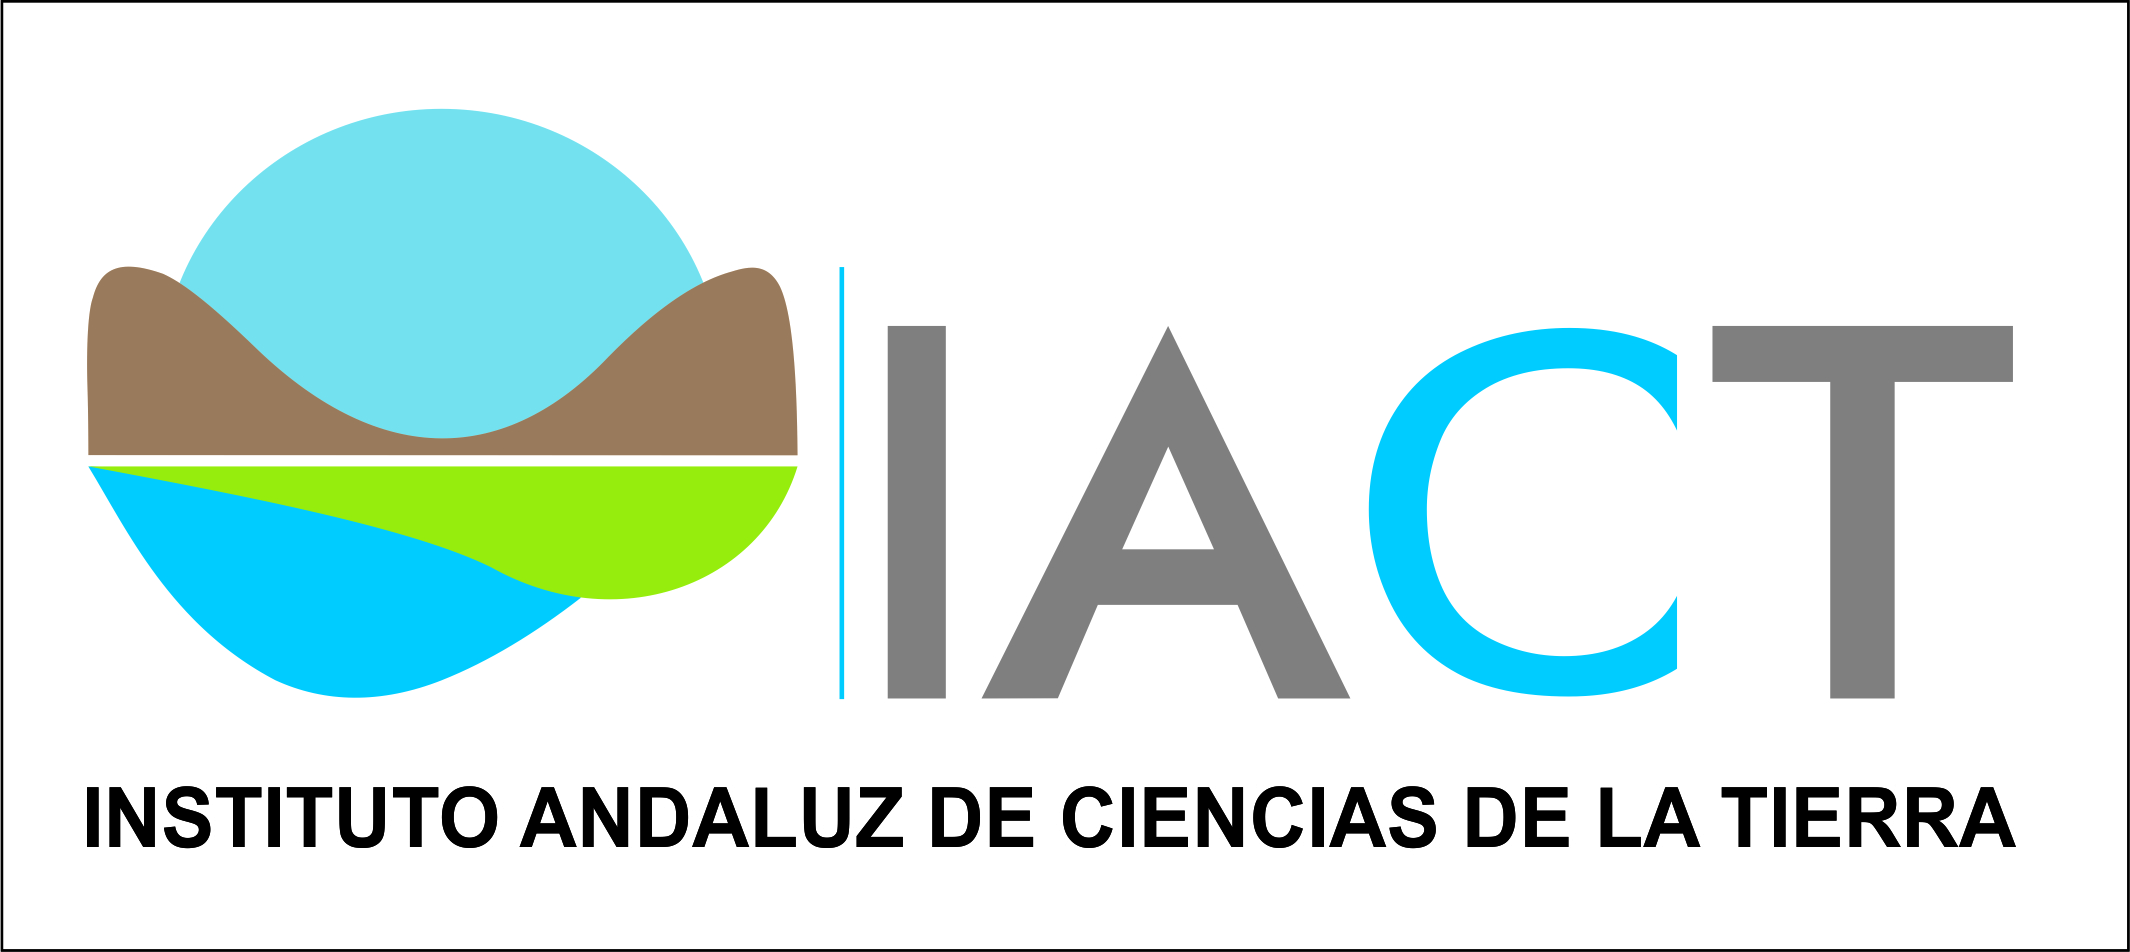 IACT
INSTITUTO ANDALUZ DE CIENCIAS DE LA TIERRA